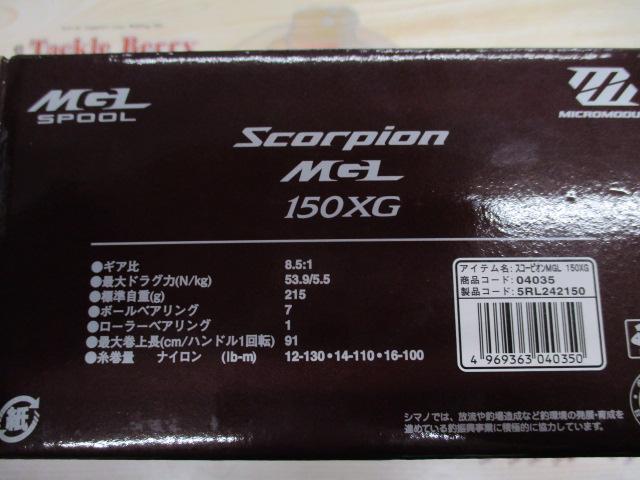 Tackle Berry
MGL
SPOOL
Scorpion
MGL
150XG
MICROMODU
●ギア比 8.5:1
●最大ドラグ力(N/kg) 53.9/5.5
●標準自重(g) 215
●ボールベアリング 7
●ローラーベアリング 1
●最大巻上長(cm/ハンドル1回転) 91
●糸巻量 ナイロン (lb-m) 12-130・14-110・16-100
アイテム名: スコーピオンMGL 150XG
商品コード: 04035
製品コード: 5RL242150
4 969363 040350
紙
シマノでは、放流や釣場造成など釣環境の発展・育成を
進めている釣振興事業に積極的に協力しています。